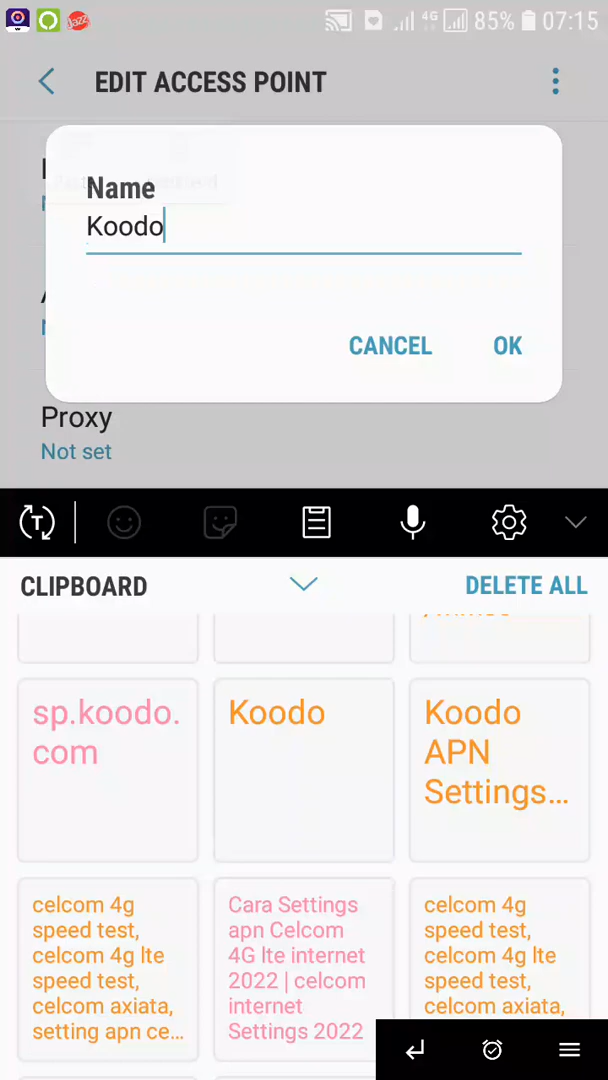 Jazz
4G
85%
07:15
EDIT ACCESS POINT
Name
Koodo
CANCEL
OK
Proxy
Not set
T
CLIPBOARD
DELETE ALL
sp.koodo.
com
Koodo
Koodo
APN
Settings...
celcom 4g
speed test,
celcom 4g lte
speed test,
celcom axiata,
setting apn ce...
Cara Settings
apn Celcom
4G lte internet
2022 | celcom
internet
Settings 2022
celcom 4g
speed test,
celcom 4g lte
speed test,
celcom axiata,